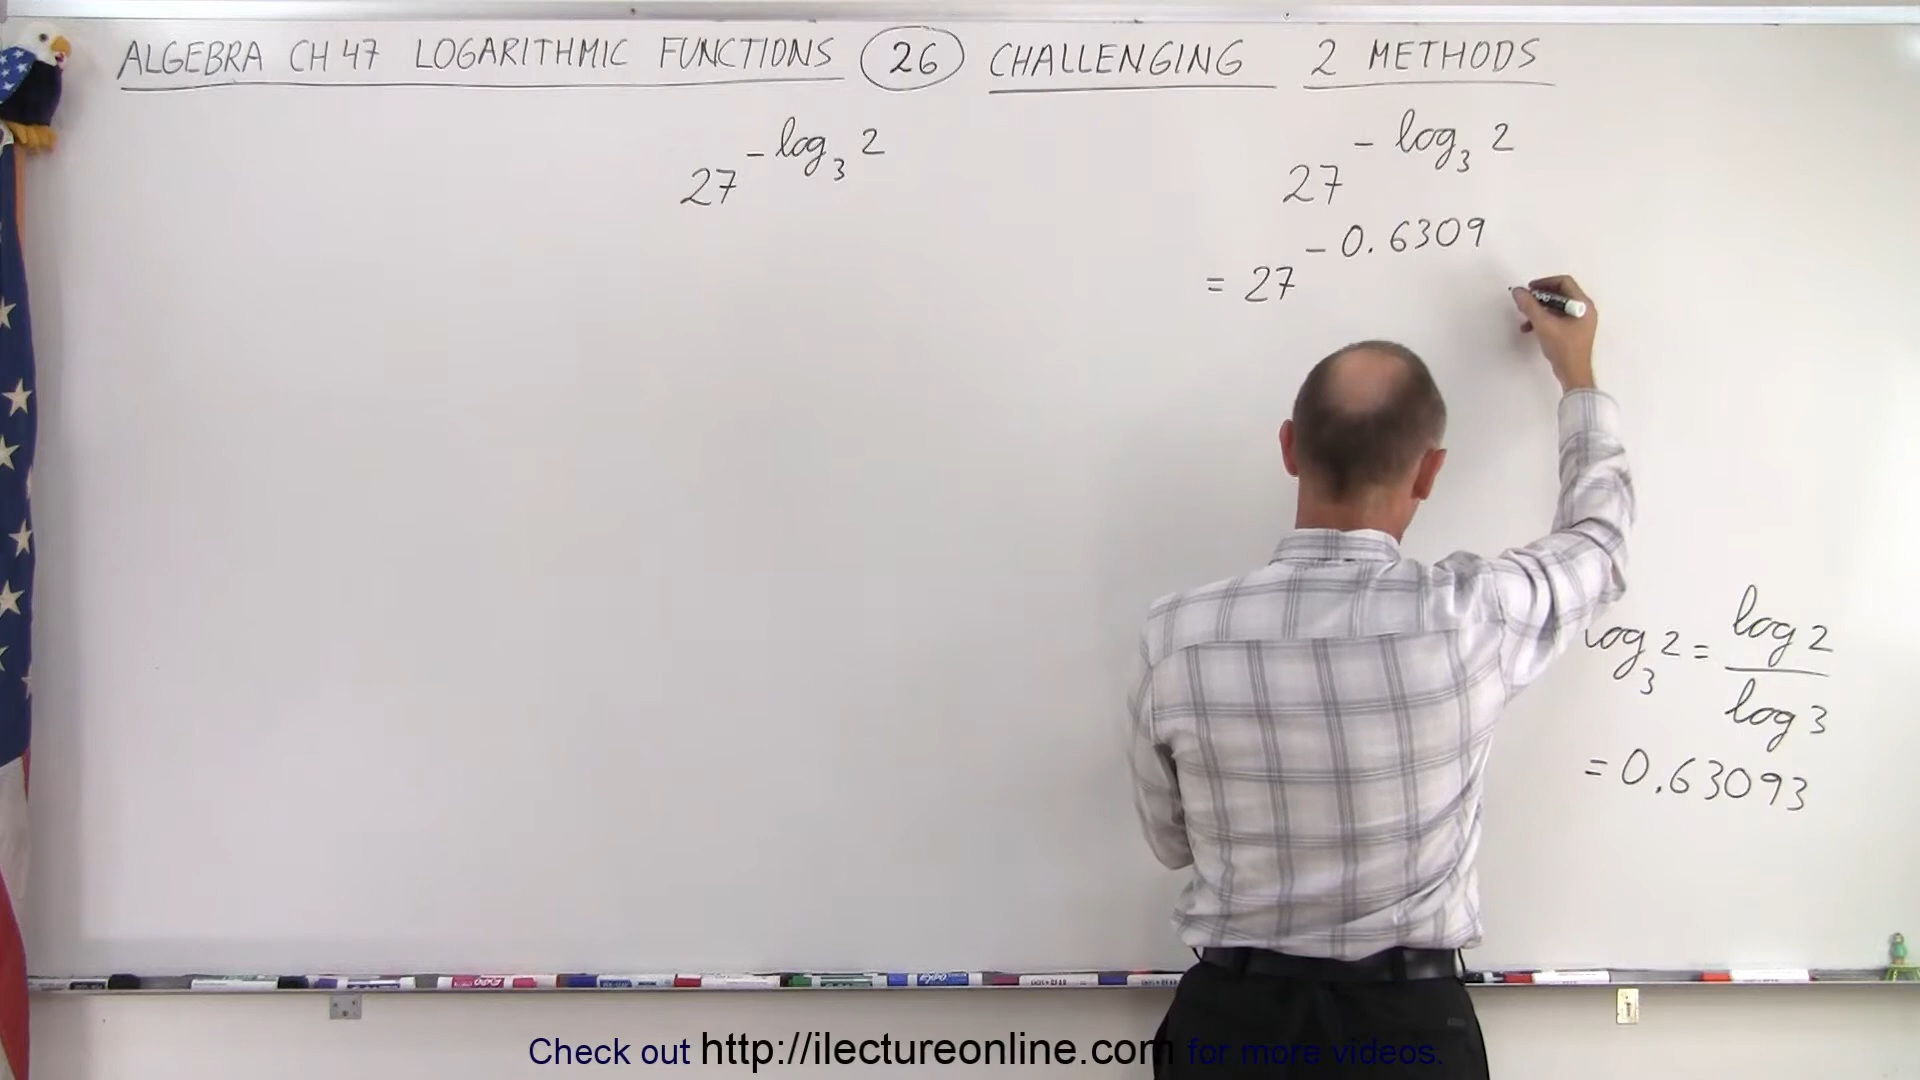 ALGEBRA CH 47 LOGARITHMIC FUNCTIONS 26 CHALLENGING 2 METHODS
27^{-log_3 2}
27^{-log_3 2}
= 27^{-0.6309}
log_3 2 = log 2 / log 3
= 0.63093
Check out http://ilectureonline.com for more videos.